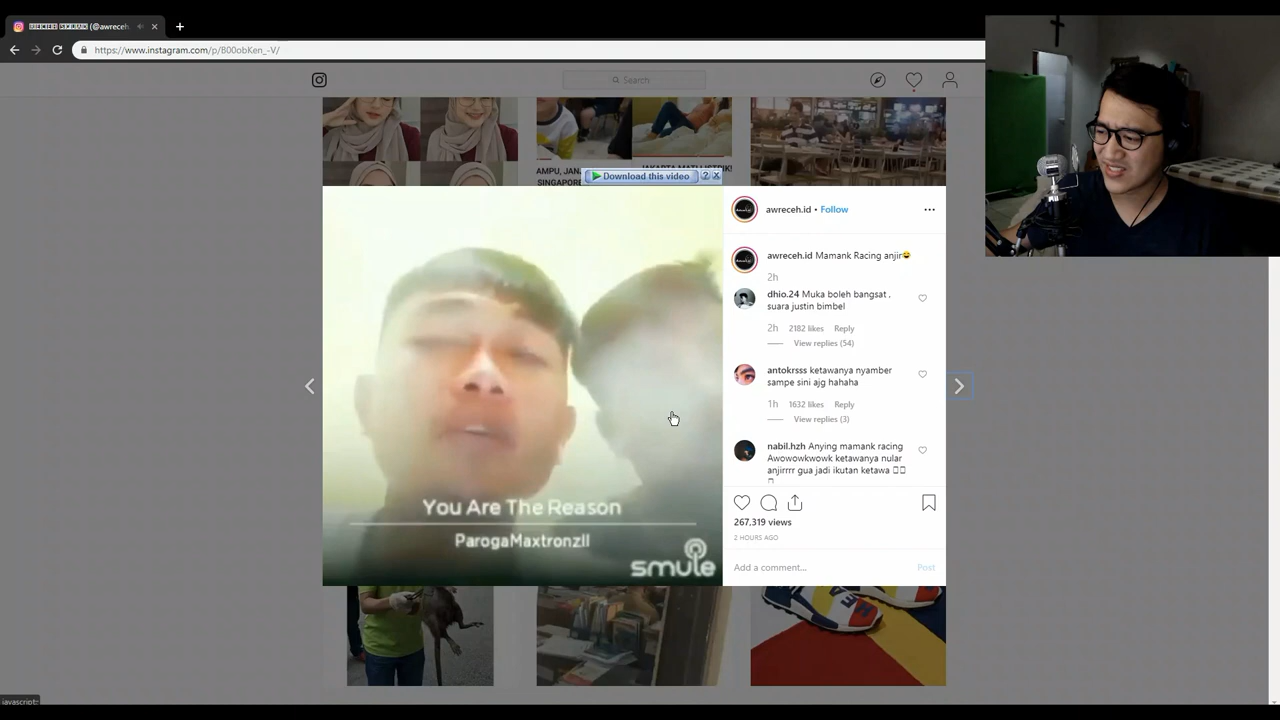 (@awreceh.
https://www.instagram.com/p/B00obKen_-V/
Search
AMPU, JAN
SINGAPORE
JAKARTA MATI LISTRIK!
Download this video
awreceh.id • Follow
awreceh.id Mamank Racing anjir😂
2h
dhio.24 Muka boleh bangsat ,
suara justin bimbel
2h 2182 likes Reply
View replies (54)
antokrsss ketawanya nyamber
sampe sini ajg hahaha
1h 1632 likes Reply
View replies (3)
nabil.hzh Anying mamank racing
Awowowkwowk ketawanya nular
anjirrrr gua jadi ikutan ketawa
You Are The Reason
ParogaMaxtronzII
smule
267,319 views
2 HOURS AGO
Add a comment...
Post
javascript: